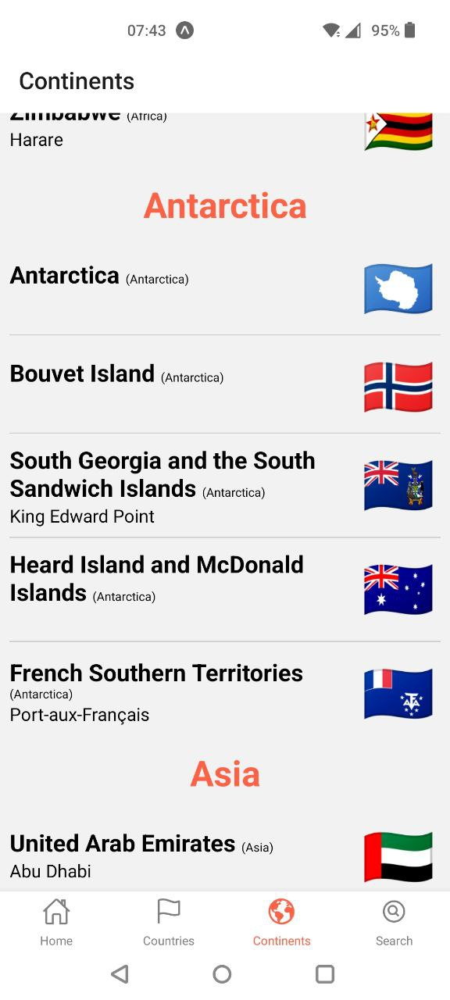 07:43
95%
Continents
Zimbabwe (Africa)
Harare
Antarctica
Antarctica (Antarctica)
Bouvet Island (Antarctica)
South Georgia and the South
Sandwich Islands (Antarctica)
King Edward Point
Heard Island and McDonald
Islands (Antarctica)
French Southern Territories
(Antarctica)
Port-aux-Français
Asia
United Arab Emirates (Asia)
Abu Dhabi
Home
Countries
Continents
Search